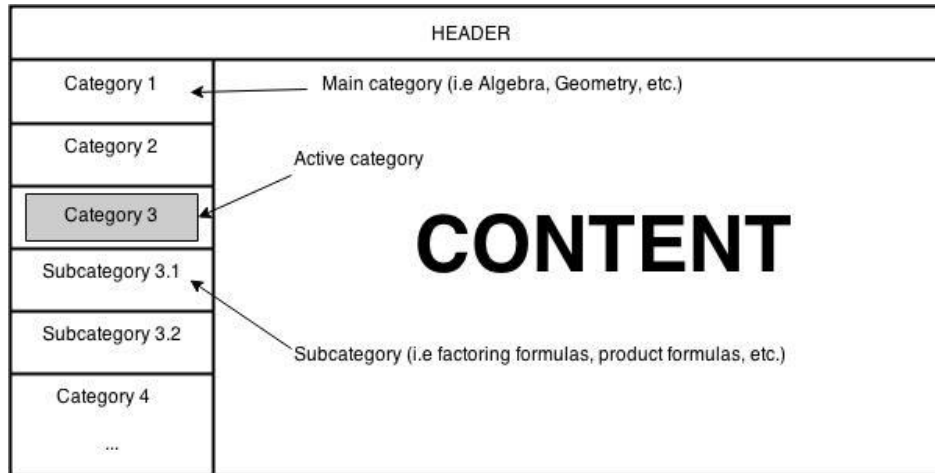 HEADER
Category 1
Main category (i.e Algebra, Geometry, etc.)
Category 2
Active category
Category 3
CONTENT
Subcategory 3.1
Subcategory 3.2
Subcategory (i.e factoring formulas, product formulas, etc.)
Category 4
...